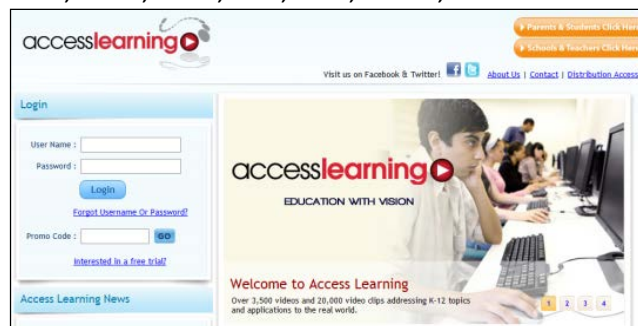 accesslearning
Parents & Students Click Here
Schools & Teachers Click Here
Visit us on Facebook & Twitter!
About Us | Contact | Distribution Access
Login
User Name :
Password :
Login
Forgot Username Or Password?
Promo Code :
GO
Interested in a free trial?
Access Learning News
accesslearning
EDUCATION WITH VISION
Welcome to Access Learning
Over 3,500 videos and 20,000 video clips addressing K-12 topics
and applications to the real world.
1 2 3 4